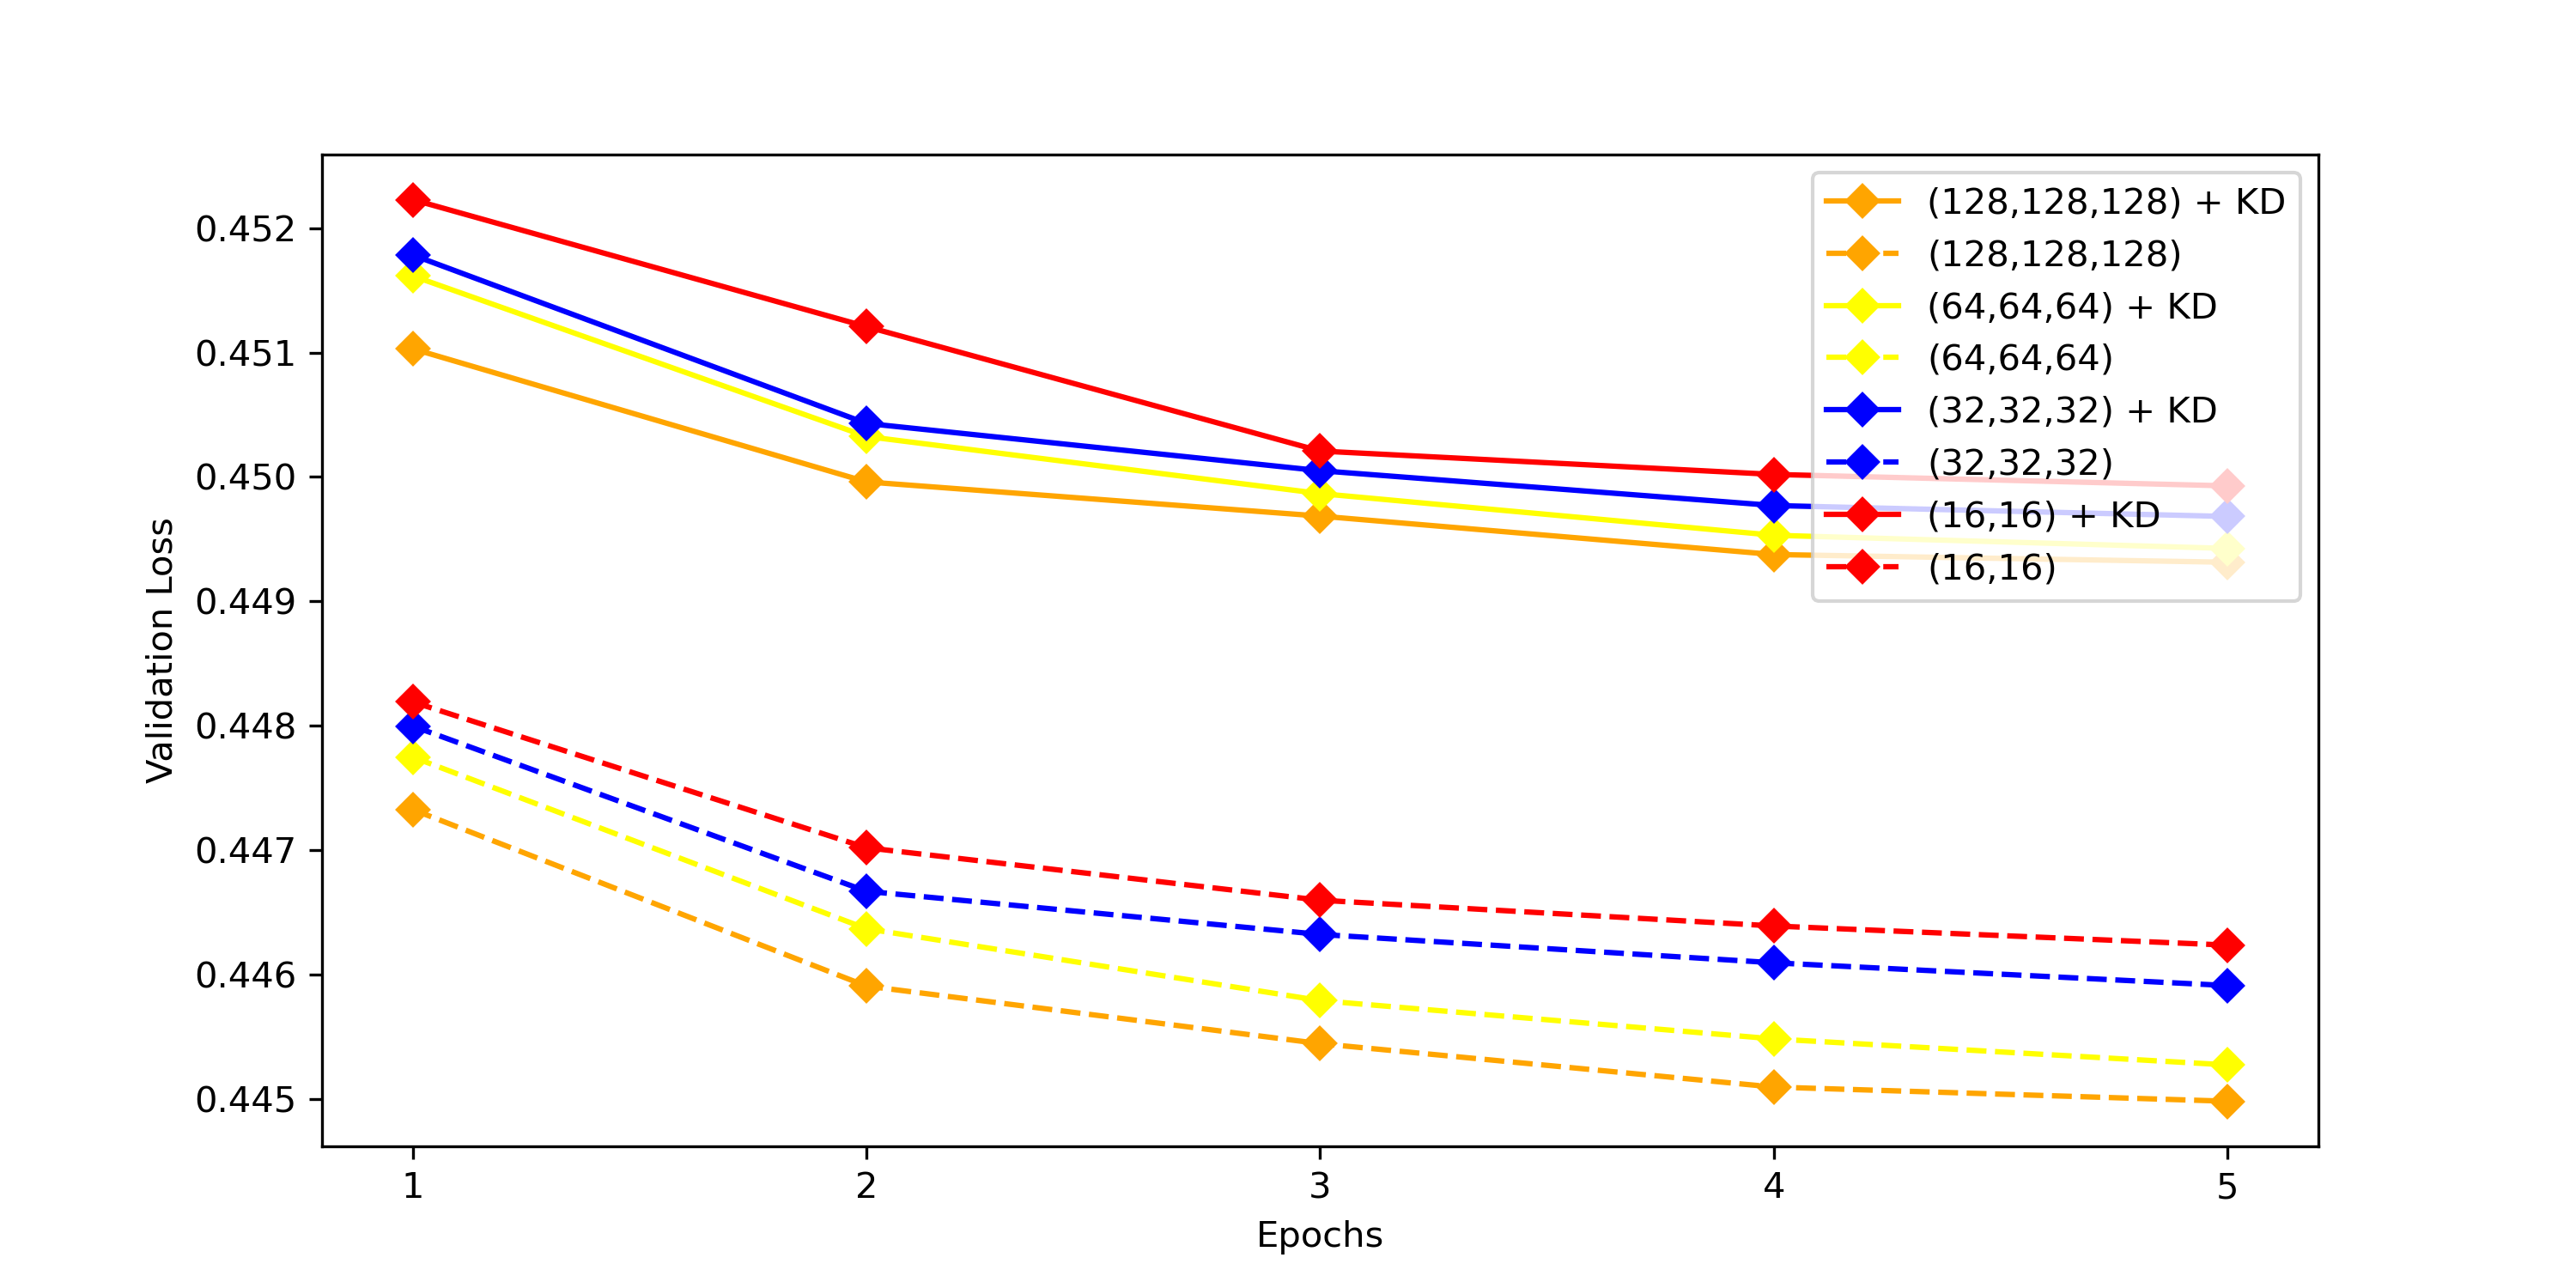 0.452
0.451
0.450
0.449
0.448
0.447
0.446
0.445
Validation Loss
(128,128,128) + KD
(128,128,128)
(64,64,64) + KD
(64,64,64)
(32,32,32) + KD
(32,32,32)
(16,16) + KD
(16,16)
1 2 3 4 5
Epochs